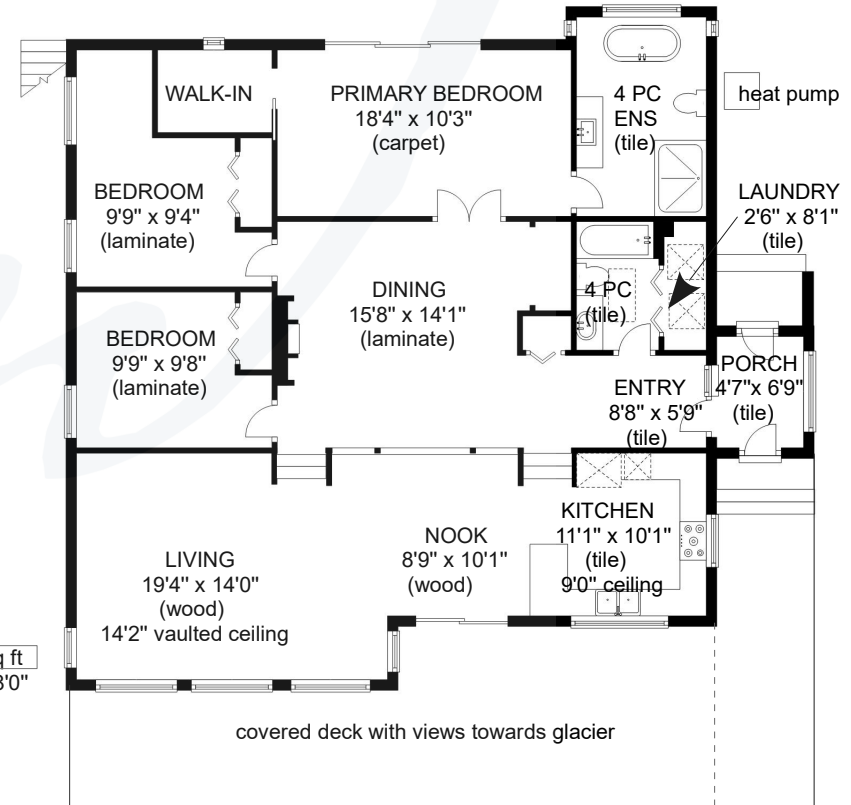 WALK-IN
PRIMARY BEDROOM
18'4" x 10'3"
(carpet)
4 PC
ENS
(tile)
heat pump
BEDROOM
9'9" x 9'4"
(laminate)
LAUNDRY
2'6" x 8'1"
(tile)
DINING
15'8" x 14'1"
(laminate)
4 PC
(tile)
BEDROOM
9'9" x 9'8"
(laminate)
ENTRY
8'8" x 5'9"
(tile)
PORCH
4'7"x 6'9"
(tile)
LIVING
19'4" x 14'0"
(wood)
14'2" vaulted ceiling
NOOK
8'9" x 10'1"
(wood)
KITCHEN
11'1" x 10'1"
(tile)
9'0" ceiling
ft
covered deck with views towards glacier